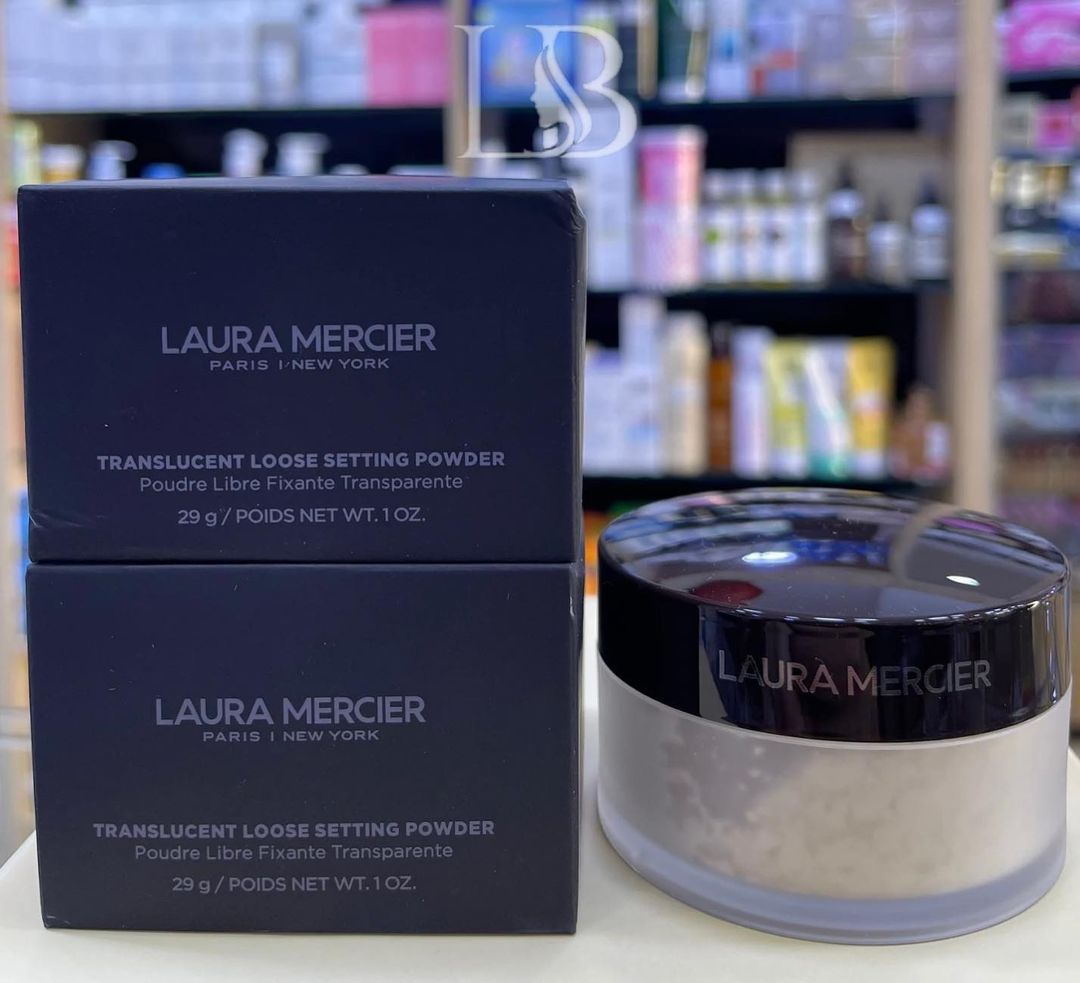 LB
LAURA MERCIER
PARIS | NEW YORK
TRANSLUCENT LOOSE SETTING POWDER
Poudre Libre Fixante Transparente
29 g / POIDS NET WT. 1 OZ.
LAURA MERCIER
PARIS | NEW YORK
TRANSLUCENT LOOSE SETTING POWDER
Poudre Libre Fixante Transparente
29 g / POIDS NET WT. 1 OZ.
LAURA MERCIER